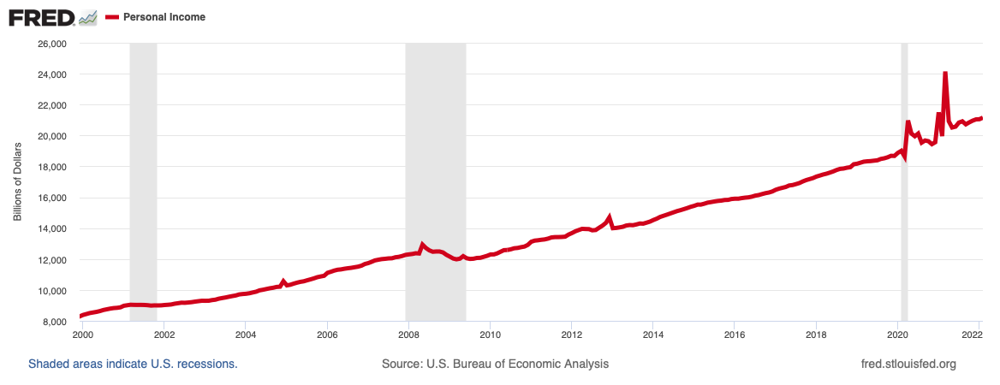 FRED Personal Income
26,000
24,000
22,000
20,000
18,000
16,000
14,000
12,000
10,000
8,000
Billions of Dollars
2000 2002 2004 2006 2008 2010 2012 2014 2016 2018 2020 2022
Shaded areas indicate U.S. recessions. Source: U.S. Bureau of Economic Analysis fred.stlouisfed.org